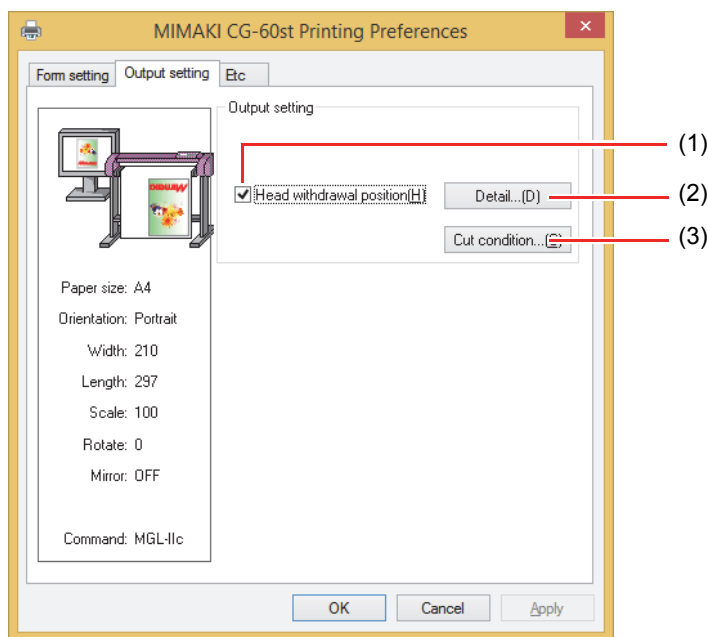 MIMAKI CG-60st Printing Preferences
Form setting Output setting Etc
Output setting
(1)
Head withdrawal position(H) Detail...(D) (2)
Cut condition...(C) (3)
Paper size: A4
Orientation: Portrait
Width: 210
Length: 297
Scale: 100
Rotate: 0
Mirror: OFF
Command: MGL-IIc
OK Cancel Apply